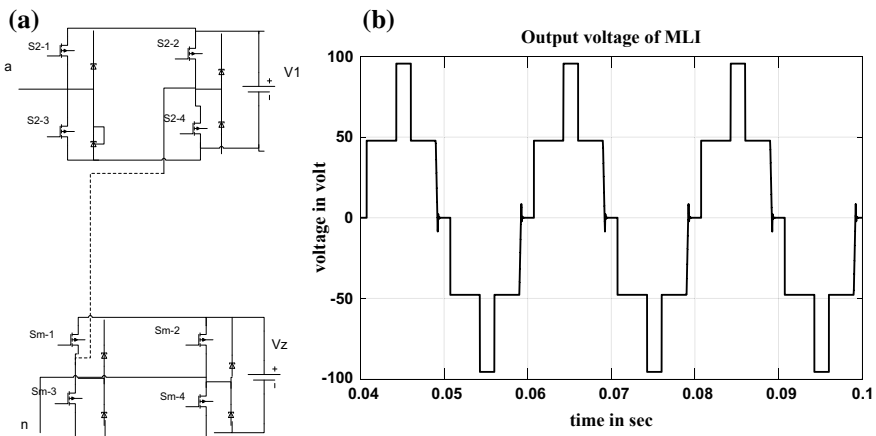 (a)
S2-1
S2-2
a
V1
+
S2-3
S2-4
Sm-1
Sm-2
Vz
+
Sm-3
Sm-4
n
(b)
Output voltage of MLI
voltage in volt
100
50
0
0
-50
-100
0.04
0.05
0.06
0.07
0.08
0.09
0.1
time in sec